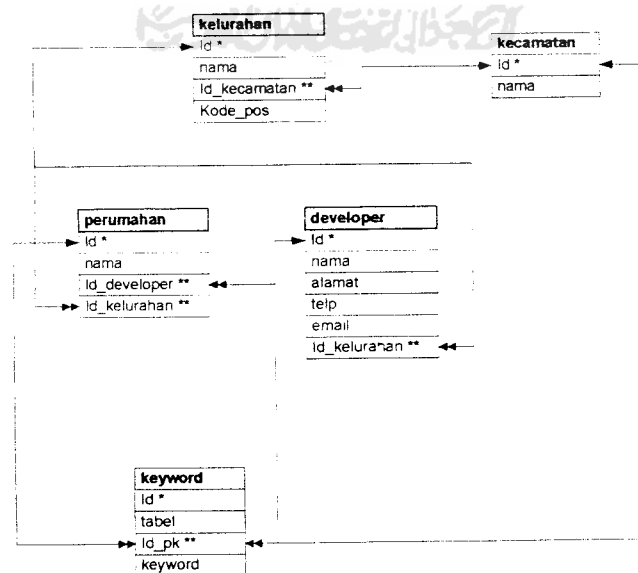 kelurahan
Id *
nama
Id_kecamatan **
Kode_pos
kecamatan
id *
nama
perumahan
Id *
nama
Id_developer **
Id_kelurahan **
developer
Id *
nama
alamat
telp
email
Id_kelurahan **
keyword
Id *
tabel
Id_pk **
keyword